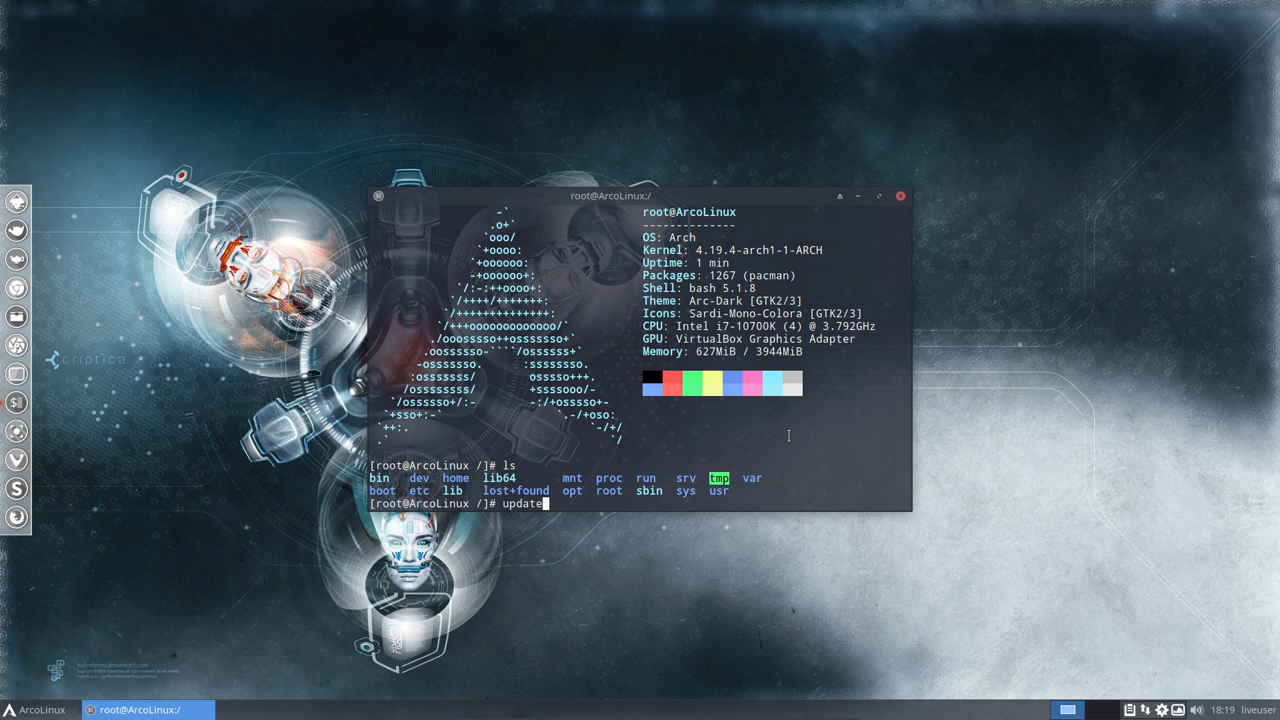 root@ArcoLinux:/
root@ArcoLinux
--------------
OS: Arch
Kernel: 4.19.4-arch1-1-ARCH
Uptime: 1 min
Packages: 1267 (pacman)
Shell: bash 5.1.8
Theme: Arc-Dark [GTK2/3]
Icons: Sardi-Mono-Colora [GTK2/3]
CPU: Intel i7-10700K (4) @ 3.792GHz
GPU: VirtualBox Graphics Adapter
Memory: 627MiB / 3944MiB
[root@ArcoLinux /]# ls
bin dev home lib64 mnt proc run srv tmp var
boot etc lib lost+found opt root sbin sys usr
[root@ArcoLinux /]# update
criptics
ArcoLinux
root@ArcoLinux:/
18:19 liveuser